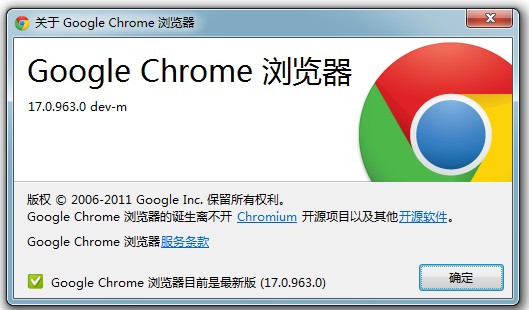 关于 Google Chrome 浏览器
Google Chrome 浏览器
17.0.963.0 dev-m
版权 © 2006-2011 Google Inc. 保留所有权利。
Google Chrome 浏览器的诞生离不开 Chromium 开源项目以及其他开源软件。
Google Chrome 浏览器服务条款
Google Chrome 浏览器目前是最新版 (17.0.963.0)
确定